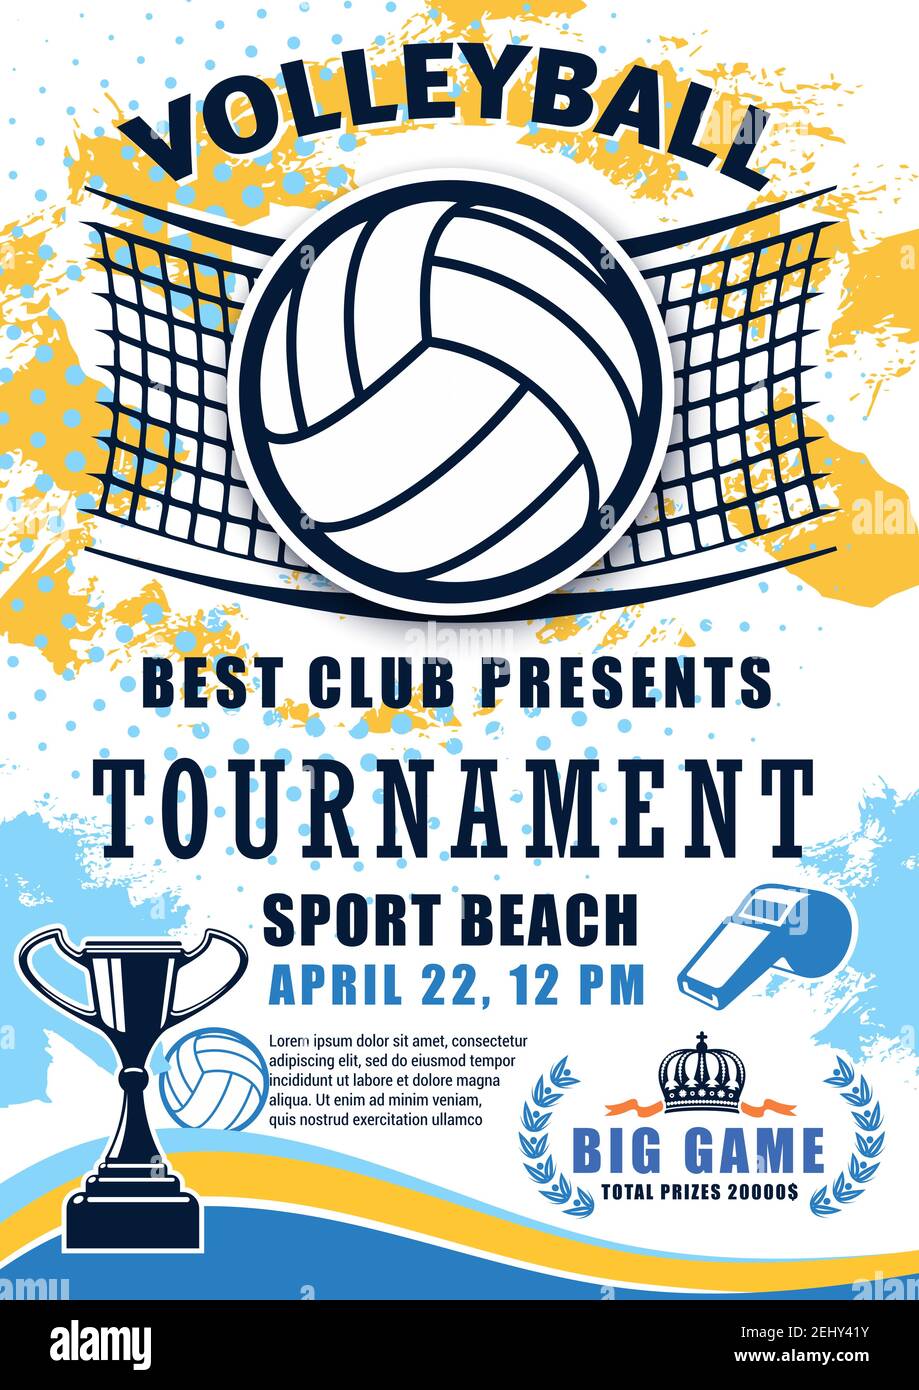 VOLLEYBALL
BEST CLUB PRESENTS
TOURNAMENT
SPORT BEACH
APRIL 22, 12 PM
Lorem ipsum dolor sit amet, consectetur
adipiscing elit, sed do eiusmod tempor
incididunt ut labore et dolore magna
aliqua. Ut enim ad minim veniam,
quis nostrud exercitation ullamco
BIG GAME
TOTAL PRIZES 20000$
alamy
Image ID: 2EHY41Y
www.alamy.com